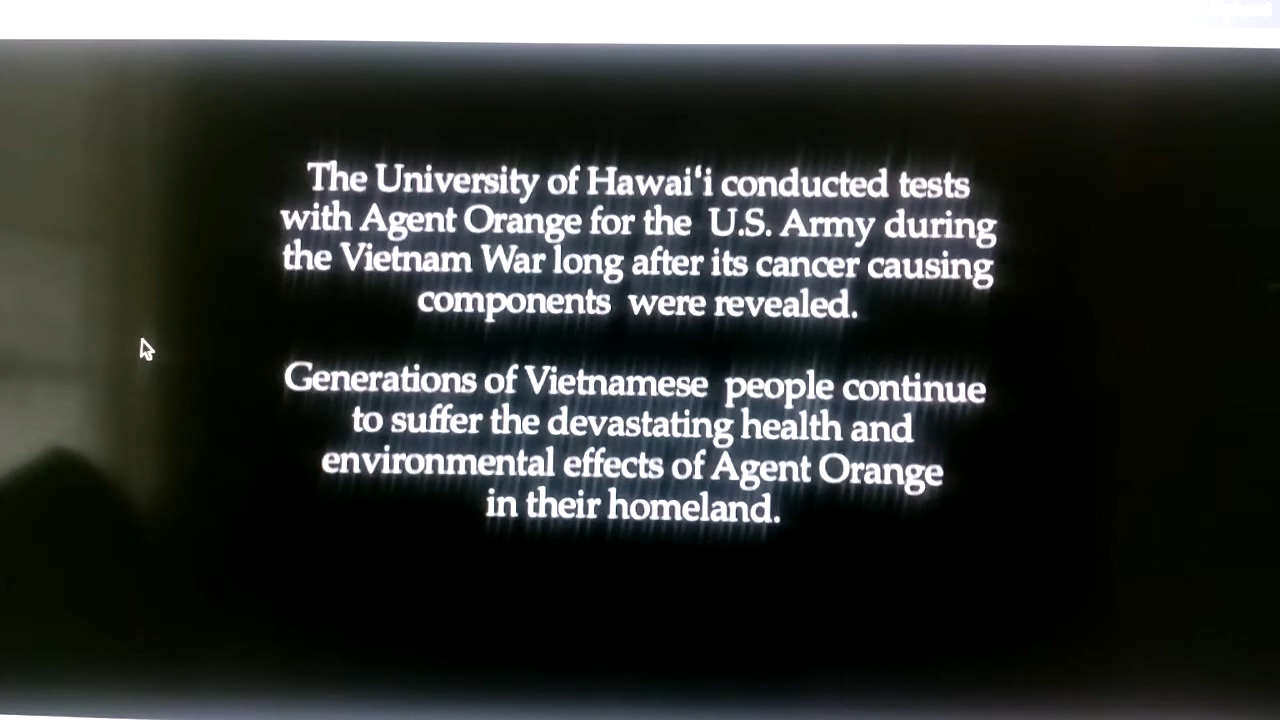 The University of Hawaiʻi conducted tests
with Agent Orange for the U.S. Army during
the Vietnam War long after its cancer causing
components were revealed.
Generations of Vietnamese people continue
to suffer the devastating health and
environmental effects of Agent Orange
in their homeland.